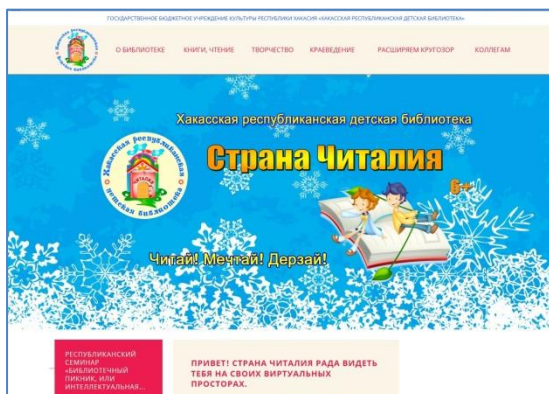 ГОСУДАРСТВЕННОЕ БЮДЖЕТНОЕ УЧРЕЖДЕНИЕ КУЛЬТУРЫ РЕСПУБЛИКИ ХАКАСИЯ «ХАКАССКАЯ РЕСПУБЛИКАНСКАЯ ДЕТСКАЯ БИБЛИОТЕКА»
О БИБЛИОТЕКЕ КНИГИ, ЧТЕНИЕ ТВОРЧЕСТВО КРАЕВЕДЕНИЕ РАСШИРЯЕМ КРУГОЗОР КОЛЛЕГАМ
Хакасская республиканская детская библиотека
Страна Читалия
6+
Хакасская республиканская
ЧИТАЛИЯ
детская библиотека
Читай! Мечтай! Дерзай!
РЕСПУБЛИКАНСКИЙ
СЕМИНАР
«БИБЛИОТЕЧНЫЙ
ПИКНИК, ИЛИ
ИНТЕЛЛЕКТУАЛЬНАЯ...
ПРИВЕТ! СТРАНА ЧИТАЛИЯ РАДА ВИДЕТЬ
ТЕБЯ НА СВОИХ ВИРТУАЛЬНЫХ
ПРОСТОРАХ.